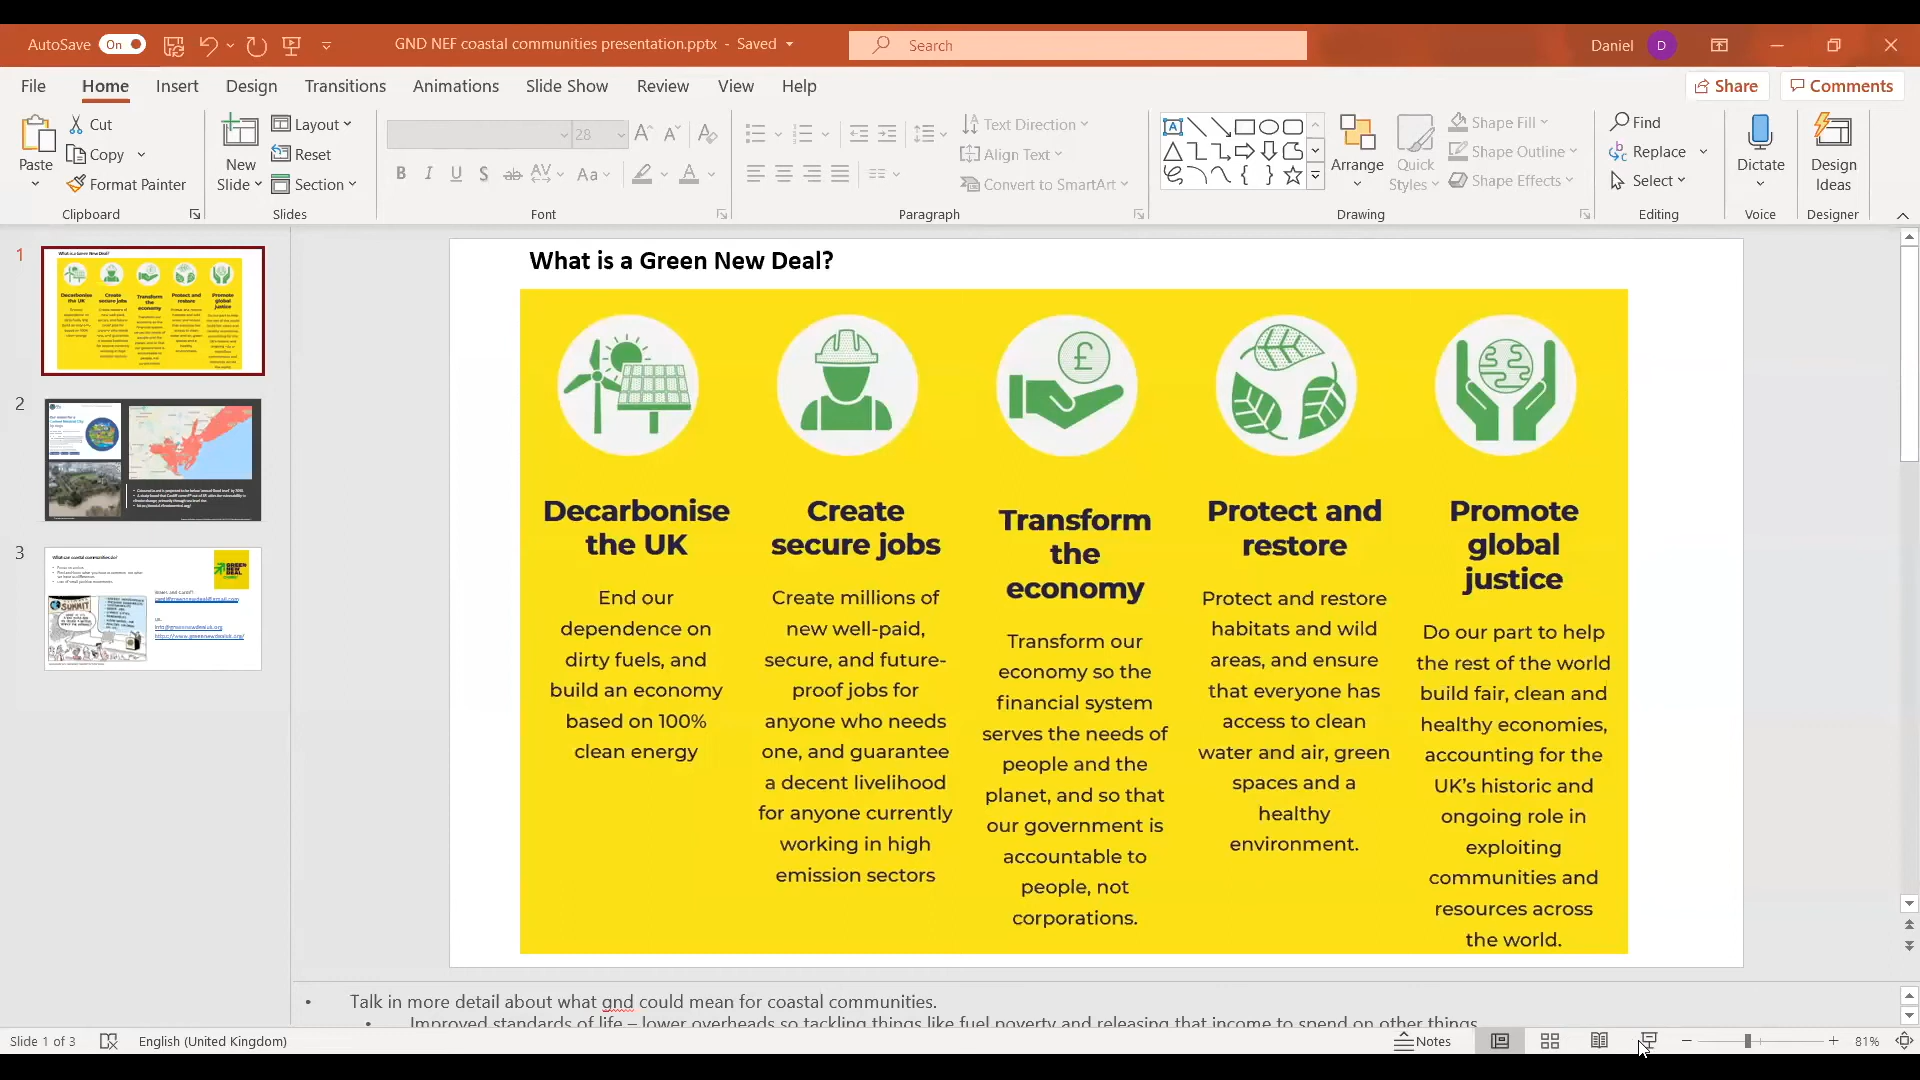 AutoSave On
GND NEF coastal communities presentation.pptx - Saved
Search
Daniel D
File Home Insert Design Transitions Animations Slide Show Review View Help
Share Comments
Paste
Cut
Copy
Format Painter
Clipboard
New
Slide
Layout
Reset
Section
Slides
28
Font
Text Direction
Align Text
Convert to SmartArt
Paragraph
Arrange
Quick
Styles
Shape Fill
Shape Outline
Shape Effects
Drawing
Find
Replace
Select
Editing
Dictate
Voice
Design
Ideas
Designer
1
2
3
What is a Green New Deal?
Decarbonise
the UK
End our
dependence on
dirty fuels, and
build an economy
based on 100%
clean energy
Create
secure jobs
Create millions of
new well-paid,
secure, and future-
proof jobs for
anyone who needs
one, and guarantee
a decent livelihood
for anyone currently
working in high
emission sectors
Transform
the
economy
Transform our
economy so the
financial system
serves the needs of
people and the
planet, and so that
our government is
accountable to
people, not
corporations.
Protect and
restore
Protect and restore
habitats and wild
areas, and ensure
that everyone has
access to clean
water and air, green
spaces and a
healthy
environment.
Promote
global
justice
Do our part to help
the rest of the world
build fair, clean and
healthy economies,
accounting for the
UK's historic and
ongoing role in
exploiting
communities and
resources across
the world.
• Talk in more detail about what gnd could mean for coastal communities.
• Improved standards of life – lower overheads so tackling things like fuel poverty and releasing that income to spend on other things
Slide 1 of 3
English (United Kingdom)
Notes
81%